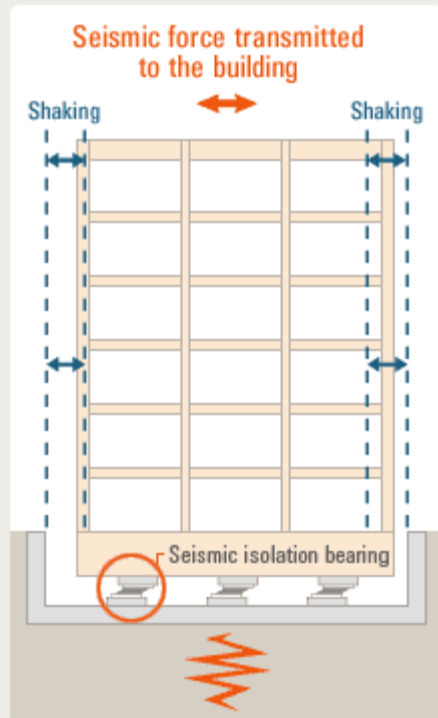 Seismic force transmitted
to the building
Shaking
Shaking
Seismic isolation bearing